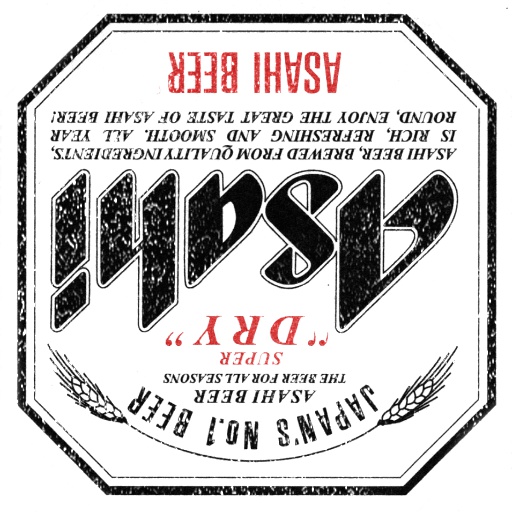 JAPAN'S No.1 BEER
ASAHI BEER
THE BEER FOR ALL SEASONS
SUPER
"DRY"
Asahi
ASAHI BEER, BREWED FROM QUALITY INGREDIENTS,
IS RICH, REFRESHING AND SMOOTH. ALL YEAR
ROUND, ENJOY THE GREAT TASTE OF ASAHI BEER!
ASAHI BEER